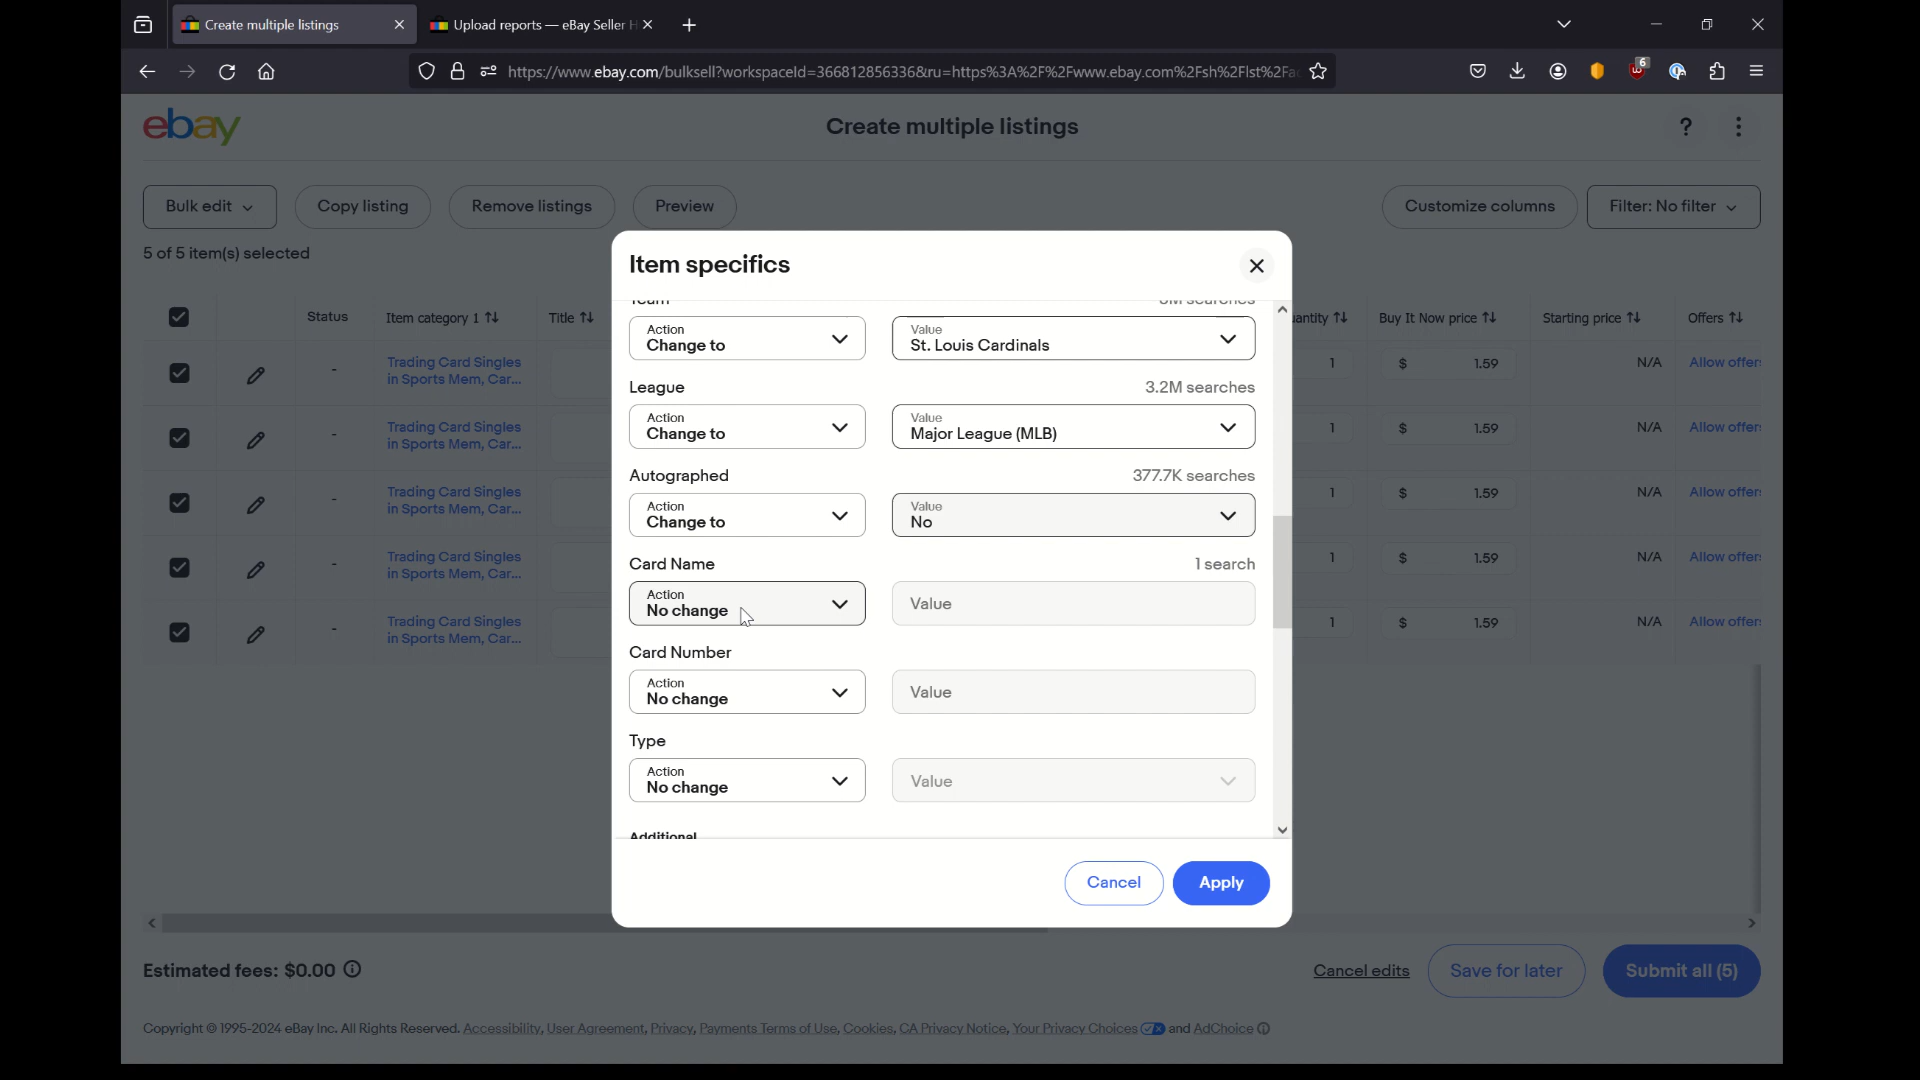 Create multiple listings
Upload reports — eBay Seller H
6
https://www.ebay.com/bulksell?workspaceId=366812856336&ru=https%3A%2F%2Fwww.ebay.com%2Fsh%2Flst%2Fac
ebay
Create multiple listings
?
Bulk edit
Copy listing
Remove listings
Preview
Customize columns
Filter: No filter
5 of 5 item(s) selected
Item specifics
Status
Item category 1
Title
uantity
Buy It Now price
Starting price
Offers
Trading Card Singles
in Sports Mem, Car...
1
$ 1.59
N/A
Allow offer
Trading Card Singles
in Sports Mem, Car...
1
$ 1.59
N/A
Allow offer
Trading Card Singles
in Sports Mem, Car...
1
$ 1.59
N/A
Allow offer
Trading Card Singles
in Sports Mem, Car...
1
$ 1.59
N/A
Allow offer
Trading Card Singles
in Sports Mem, Car...
1
$ 1.59
N/A
Allow offer
Team
searches
Action
Change to
Value
St. Louis Cardinals
League
3.2M searches
Action
Change to
Value
Major League (MLB)
Autographed
377.7K searches
Action
Change to
Value
No
Card Name
1 search
Action
No change
Value
Card Number
Action
No change
Value
Type
Action
No change
Value
Additional
Cancel
Apply
Estimated fees: $0.00
Cancel edits
Save for later
Submit all (5)
Copyright © 1995-2024 eBay Inc. All Rights Reserved. Accessibility, User Agreement, Privacy, Payments Terms of Use, Cookies, CA Privacy Notice, Your Privacy Choices and AdChoice